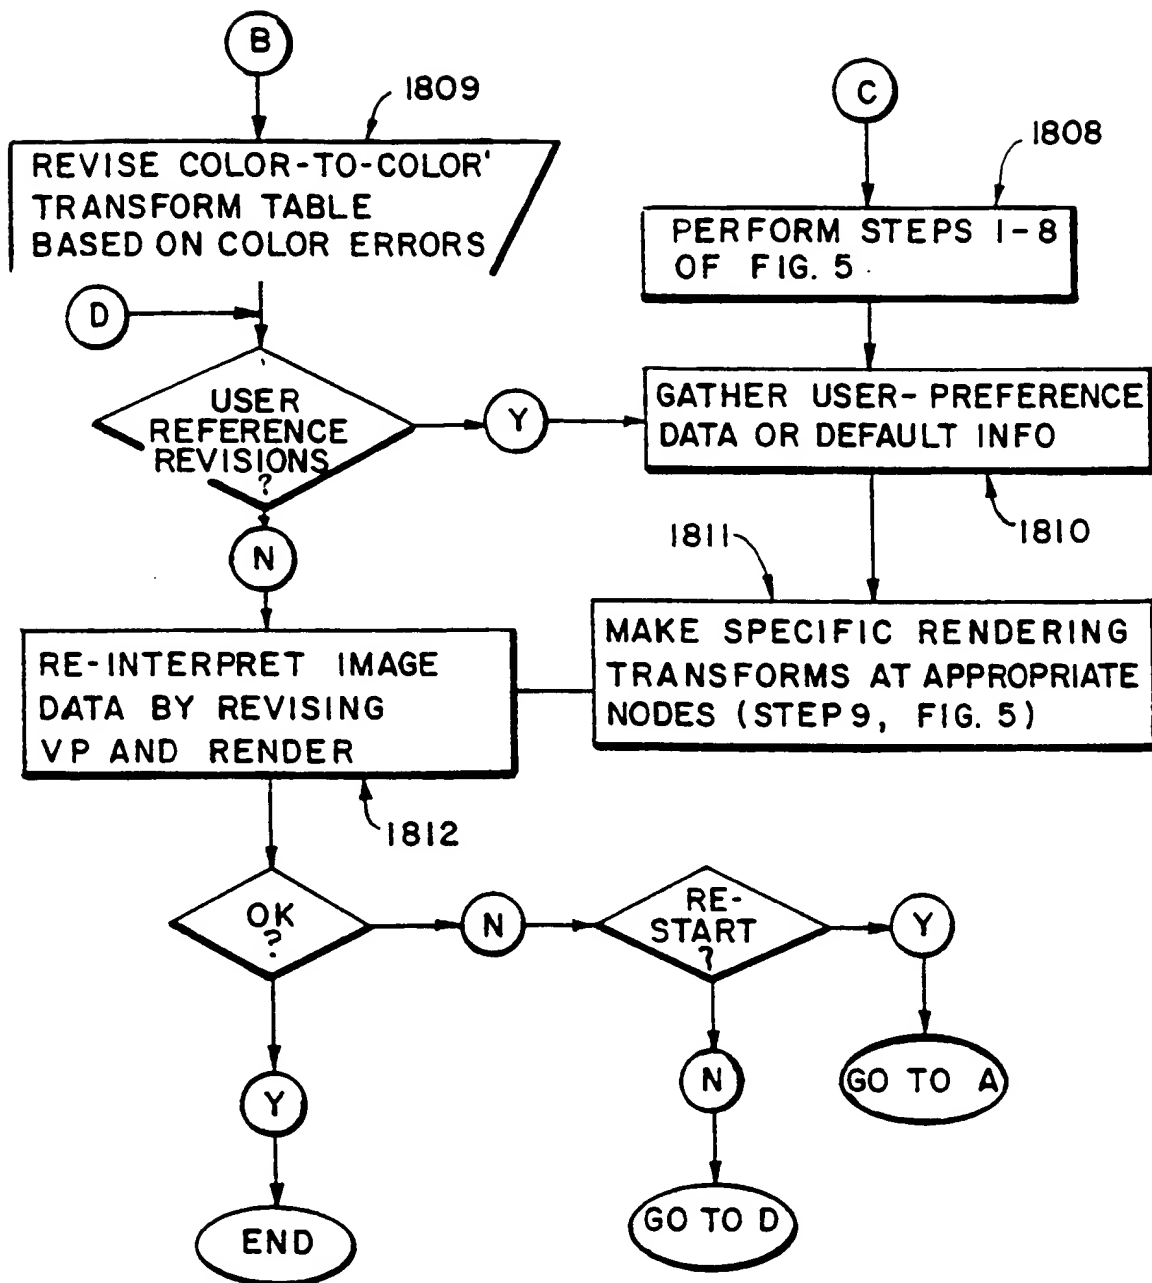 B
1809
REVISE COLOR-TO-COLOR'
TRANSFORM TABLE
BASED ON COLOR ERRORS
D
USER
REFERENCE
REVISIONS
?
Y
N
C
1808
PERFORM STEPS 1-8
OF FIG. 5
GATHER USER-PREFERENCE
DATA OR DEFAULT INFO
1810
1811
MAKE SPECIFIC RENDERING
TRANSFORMS AT APPROPRIATE
NODES (STEP 9, FIG. 5)
RE-INTERPRET IMAGE
DATA BY REVISING
VP AND RENDER
1812
OK
?
N
RE-
START
?
Y
GO TO A
N
GO TO D
Y
END